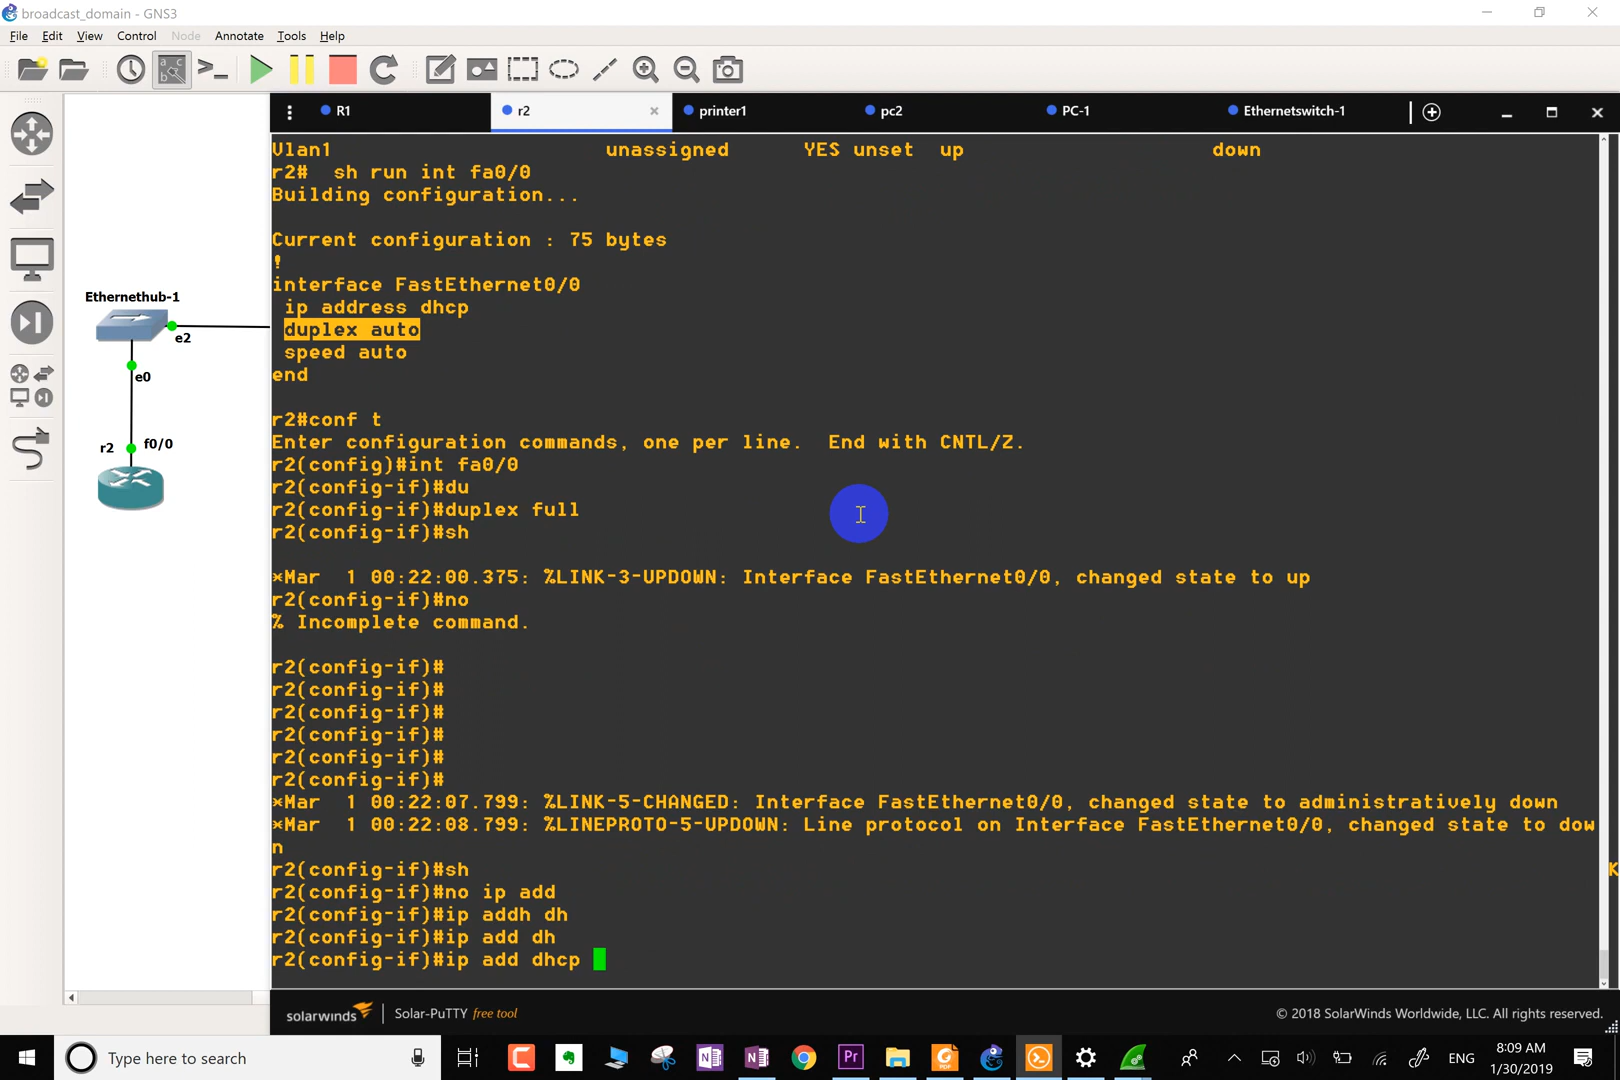 broadcast_domain - GNS3
File Edit View Control Node Annotate Tools Help
R1 r2 × printer1 pc2 PC-1 Ethernetswitch-1
Vlan1 unassigned YES unset up down
r2# sh run int fa0/0
Building configuration...
Current configuration : 75 bytes
!
interface FastEthernet0/0
ip address dhcp
duplex auto
speed auto
end
r2#conf t
Enter configuration commands, one per line. End with CNTL/Z.
r2(config)#int fa0/0
r2(config-if)#du
r2(config-if)#duplex full
r2(config-if)#sh
*Mar 1 00:22:00.375: %LINK-3-UPDOWN: Interface FastEthernet0/0, changed state to up
r2(config-if)#no
% Incomplete command.
r2(config-if)#
r2(config-if)#
r2(config-if)#
r2(config-if)#
r2(config-if)#
r2(config-if)#
*Mar 1 00:22:07.799: %LINK-5-CHANGED: Interface FastEthernet0/0, changed state to administratively down
*Mar 1 00:22:08.799: %LINEPROTO-5-UPDOWN: Line protocol on Interface FastEthernet0/0, changed state to dow
n
r2(config-if)#sh
K
r2(config-if)#no ip add
r2(config-if)#ip addh dh
r2(config-if)#ip add dh
r2(config-if)#ip add dhcp
Ethernethub-1
e2
e0
r2 f0/0
solarwinds Solar-PuTTY free tool © 2018 SolarWinds Worldwide, LLC. All rights reserved.
Type here to search
ENG
8:09 AM
1/30/2019